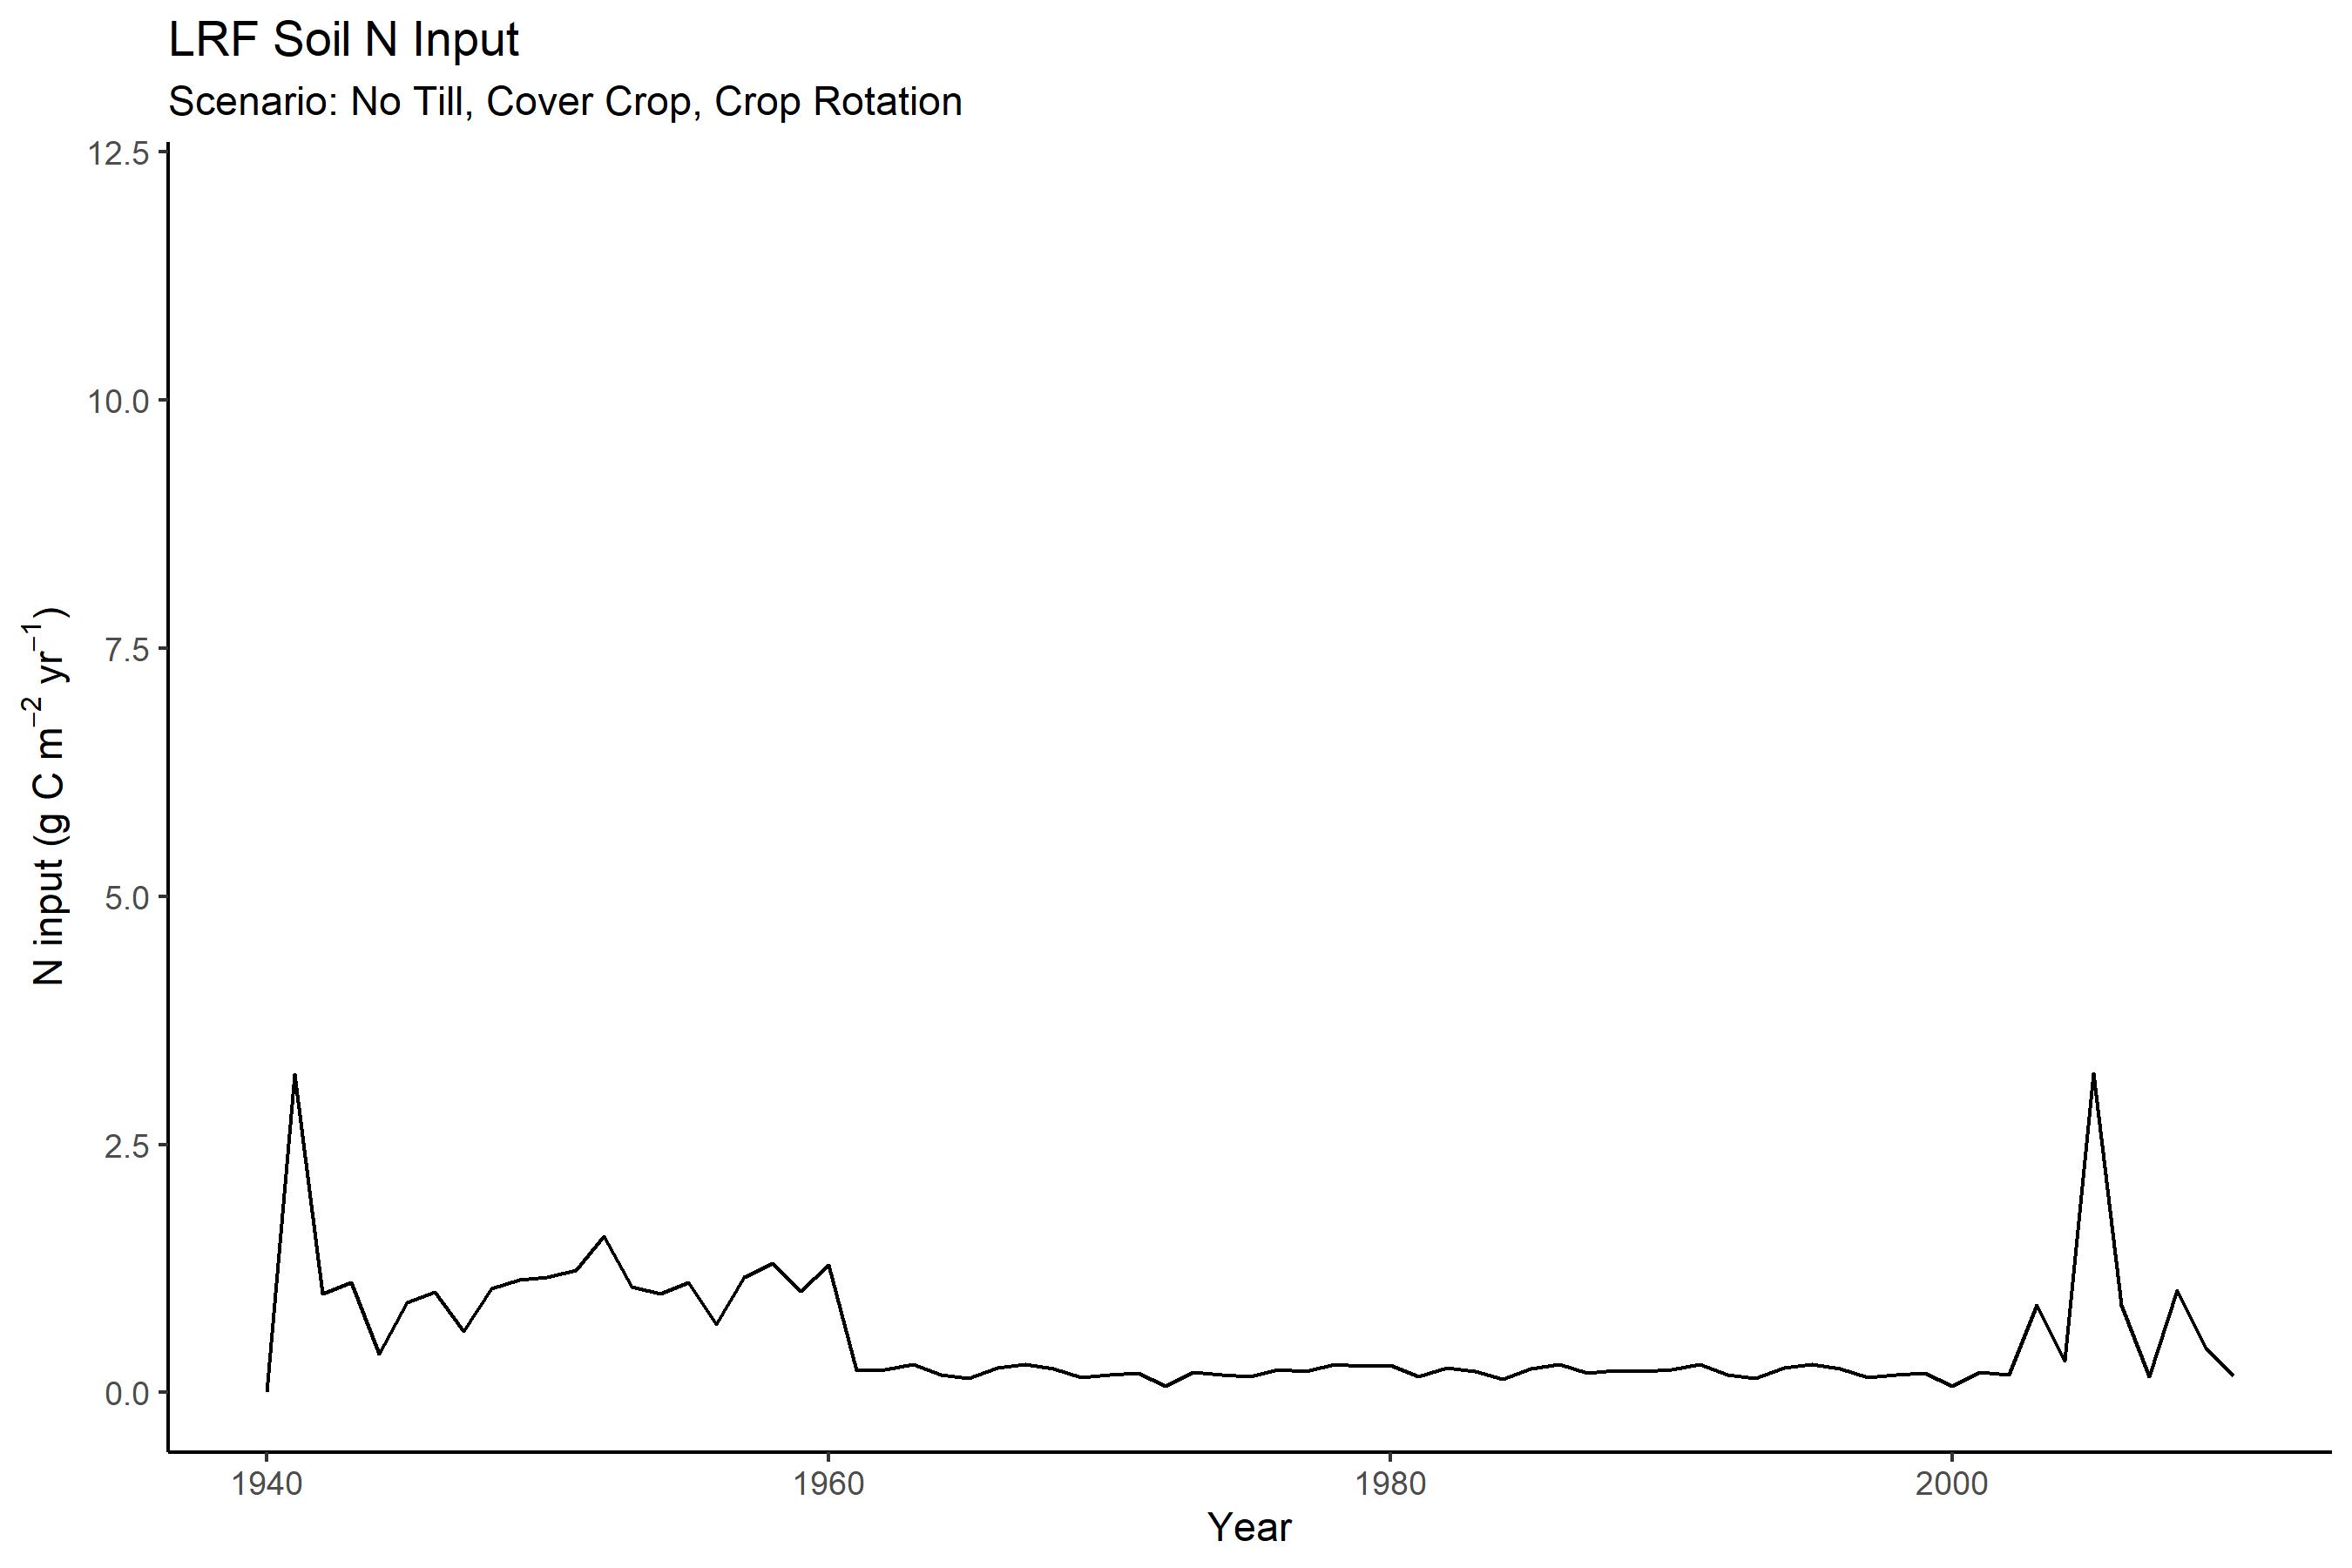 LRF Soil N Input
Scenario: No Till, Cover Crop, Crop Rotation
12.5
10.0
7.5
5.0
2.5
0.0
N input (g C m⁻² yr⁻¹)
1940 1960 1980 2000
Year